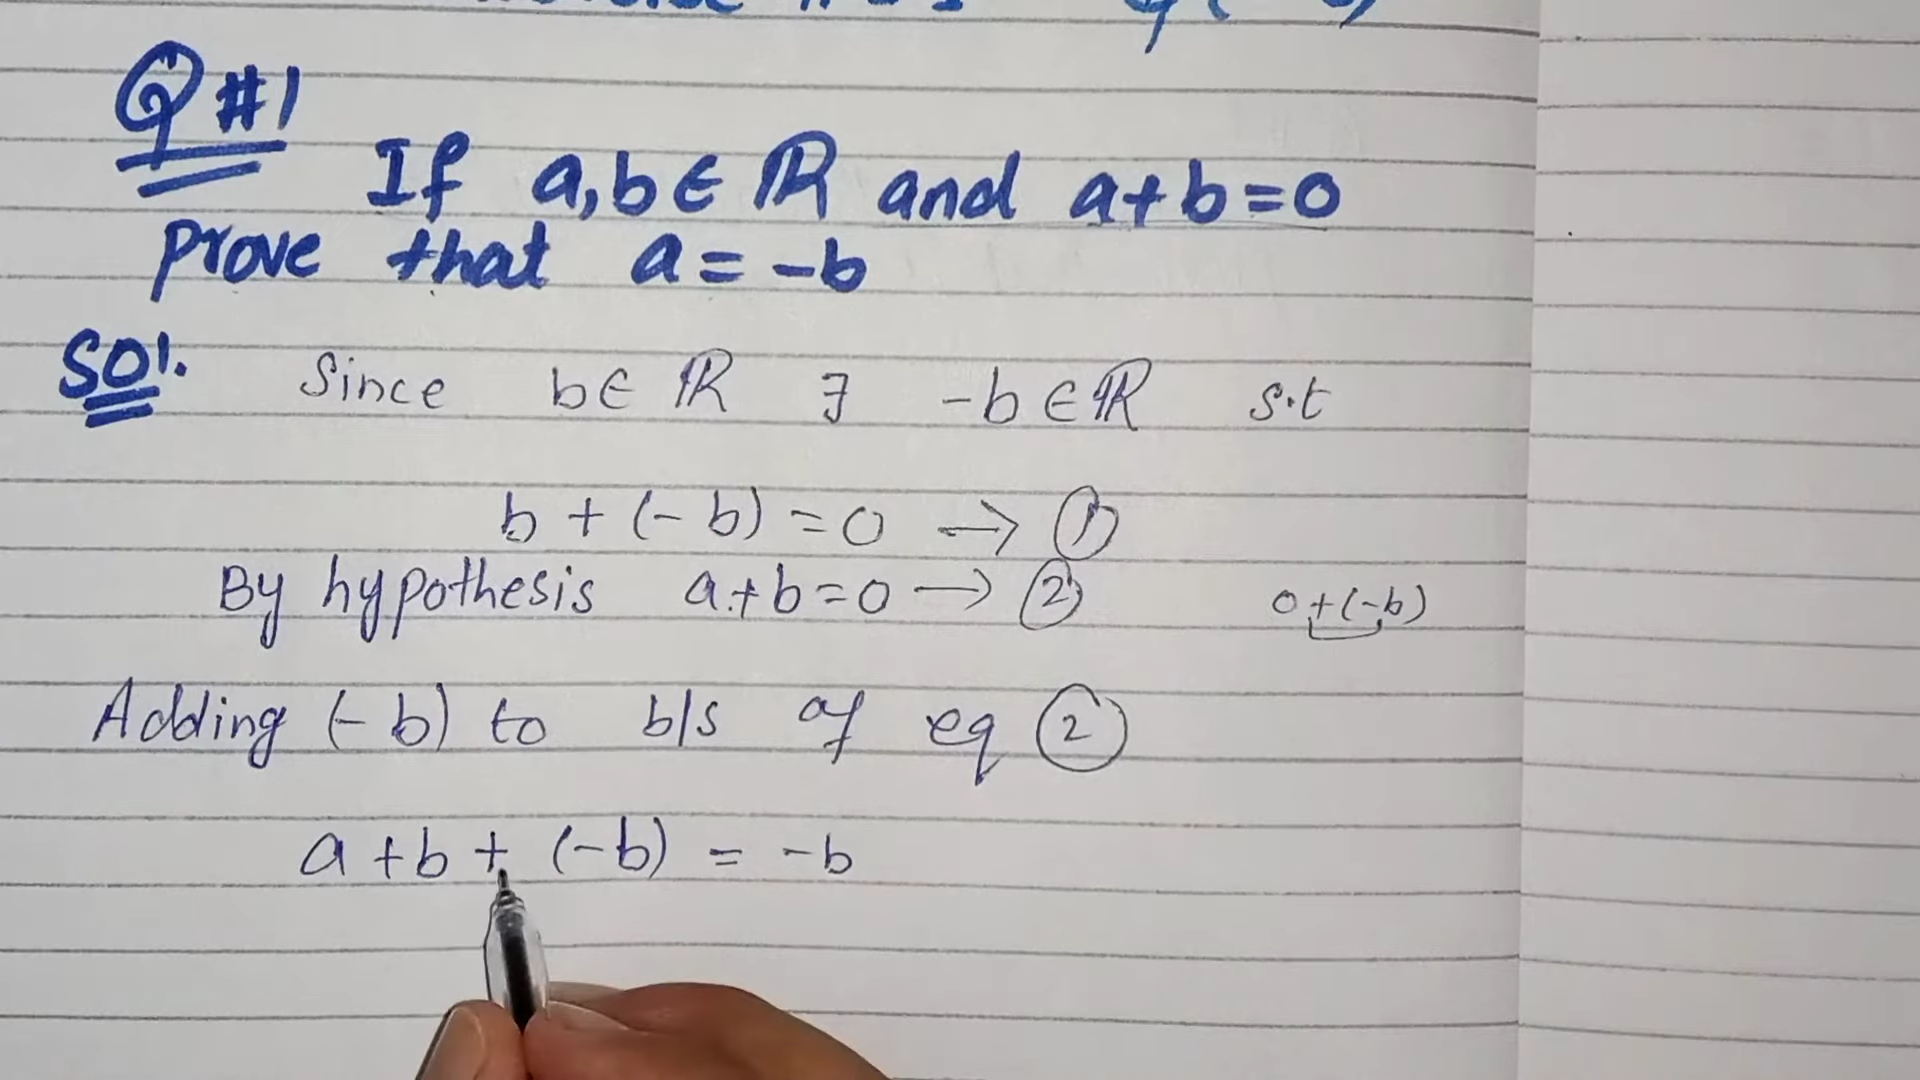 Q#1
If a,b∈ℝ and a+b=0
prove that a=-b
Sol.
Since b∈ℝ ∃ -b∈ℝ s.t
b+(-b)=0 → ①
By hypothesis a+b=0 → ②
0+(-b)
Adding (-b) to b/s of eq ②
a+b+(-b) = -b